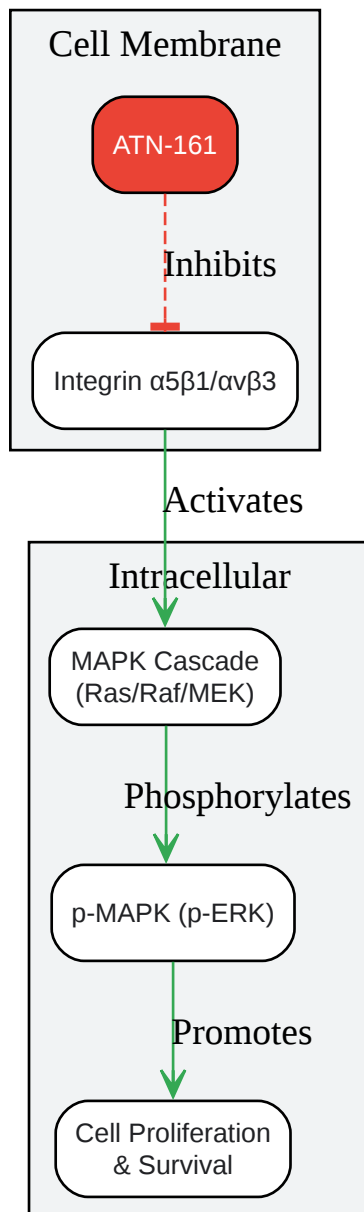 Cell Membrane
ATN-161
Inhibits
Integrin α5β1/αvβ3
Activates
Intracellular
MAPK Cascade
(Ras/Raf/MEK)
Phosphorylates
p-MAPK (p-ERK)
Promotes
Cell Proliferation
& Survival